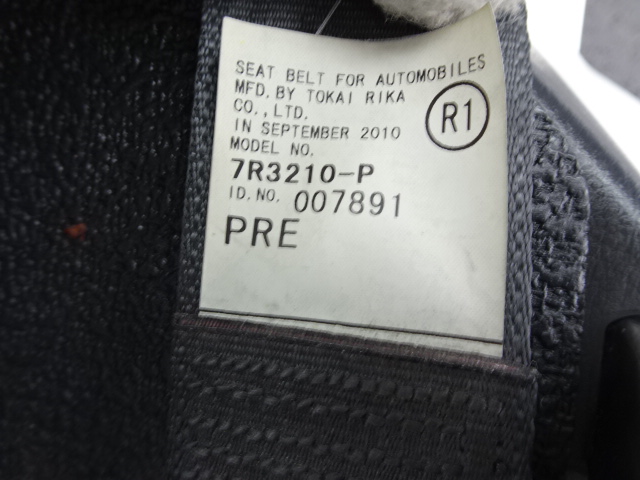 SEAT BELT FOR AUTOMOBILES
MFD. BY TOKAI RIKA
CO., LTD.
IN SEPTEMBER 2010
R1
MODEL NO.
7R3210-P
ID. NO. 007891
PRE